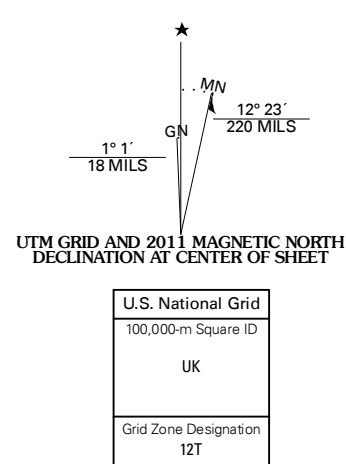 ★
MN
12° 23´
220 MILS
GN
1° 1´
18 MILS
UTM GRID AND 2011 MAGNETIC NORTH
DECLINATION AT CENTER OF SHEET
U.S. National Grid
100,000-m Square ID
UK
Grid Zone Designation
12T